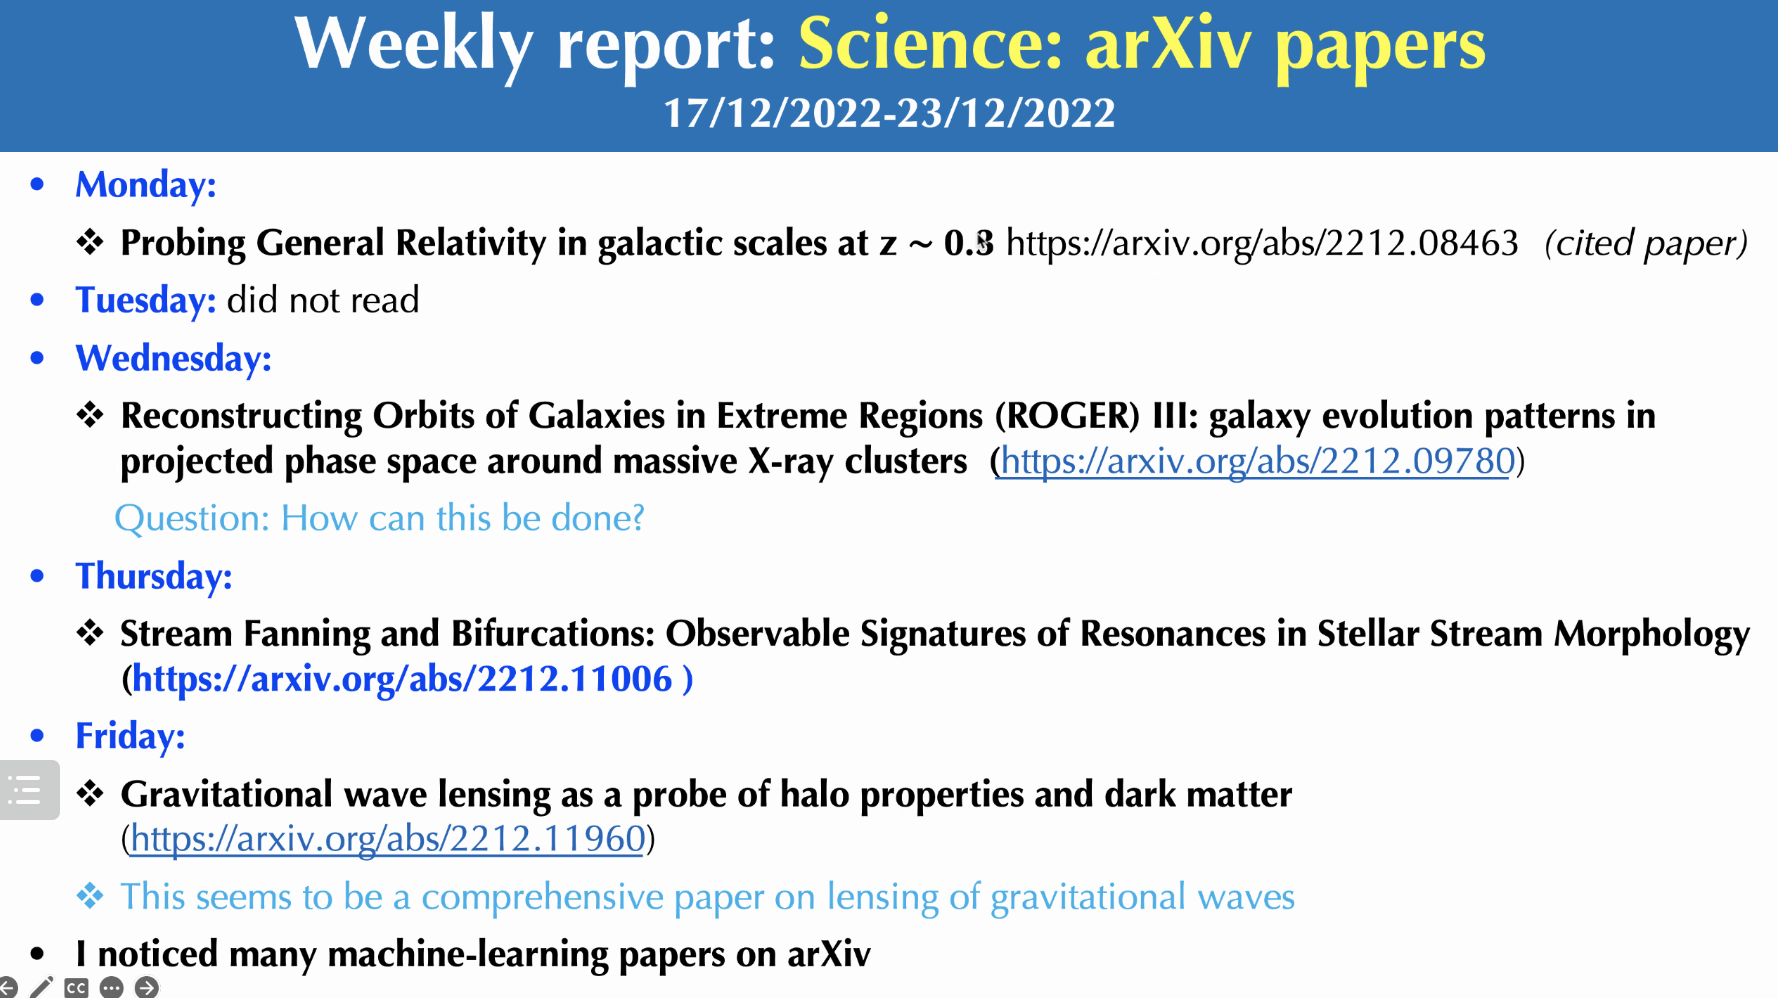 Weekly report: Science: arXiv papers
17/12/2022-23/12/2022
• Monday:
❖ Probing General Relativity in galactic scales at z ~ 0.3 https://arxiv.org/abs/2212.08463 (cited paper)
• Tuesday: did not read
• Wednesday:
❖ Reconstructing Orbits of Galaxies in Extreme Regions (ROGER) III: galaxy evolution patterns in
projected phase space around massive X-ray clusters (https://arxiv.org/abs/2212.09780)
Question: How can this be done?
• Thursday:
❖ Stream Fanning and Bifurcations: Observable Signatures of Resonances in Stellar Stream Morphology
(https://arxiv.org/abs/2212.11006 )
• Friday:
❖ Gravitational wave lensing as a probe of halo properties and dark matter
(https://arxiv.org/abs/2212.11960)
❖ This seems to be a comprehensive paper on lensing of gravitational waves
• I noticed many machine-learning papers on arXiv
CC